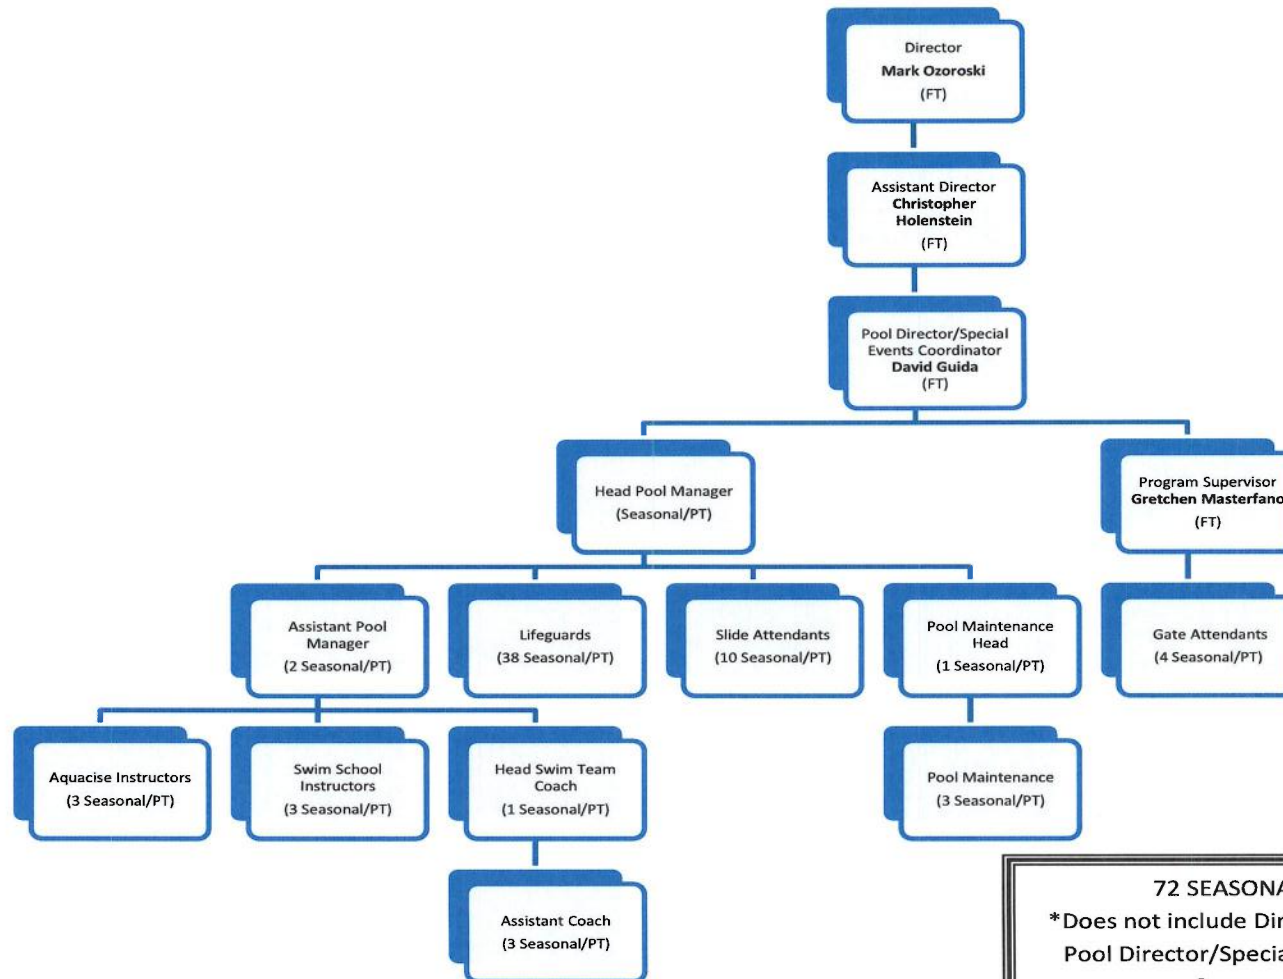 Director
Mark Ozoroski
(FT)
Assistant Director
Christopher
Holenstein
(FT)
Pool Director/Special
Events Coordinator
David Guida
(FT)
Head Pool Manager
(Seasonal/PT)
Program Supervisor
Gretchen Masterfano
(FT)
Assistant Pool
Manager
(2 Seasonal/PT)
Lifeguards
(38 Seasonal/PT)
Slide Attendants
(10 Seasonal/PT)
Pool Maintenance
Head
(1 Seasonal/PT)
Gate Attendants
(4 Seasonal/PT)
Aquacise Instructors
(3 Seasonal/PT)
Swim School
Instructors
(3 Seasonal/PT)
Head Swim Team
Coach
(1 Seasonal/PT)
Pool Maintenance
(3 Seasonal/PT)
Assistant Coach
(3 Seasonal/PT)
72
*Does not include
Pool